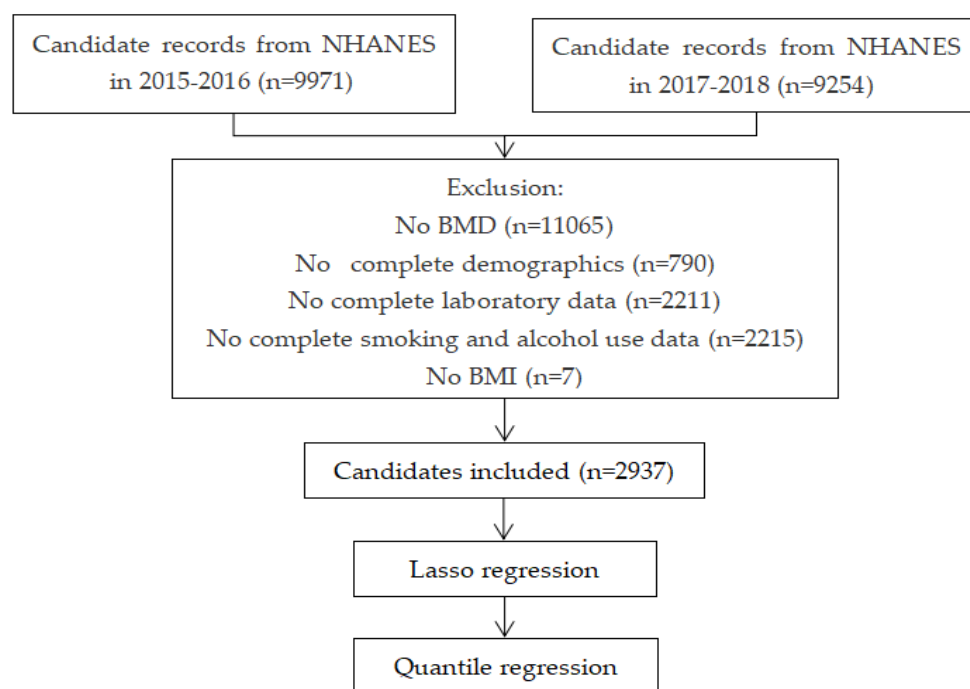 Candidate records from NHANES
in 2015-2016 (n=9971)
Candidate records from NHANES
in 2017-2018 (n=9254)
Exclusion:
No BMD (n=11065)
No complete demographics (n=790)
No complete laboratory data (n=2211)
No complete smoking and alcohol use data (n=2215)
No BMI (n=7)
Candidates included (n=2937)
Lasso regression
Quantile regression